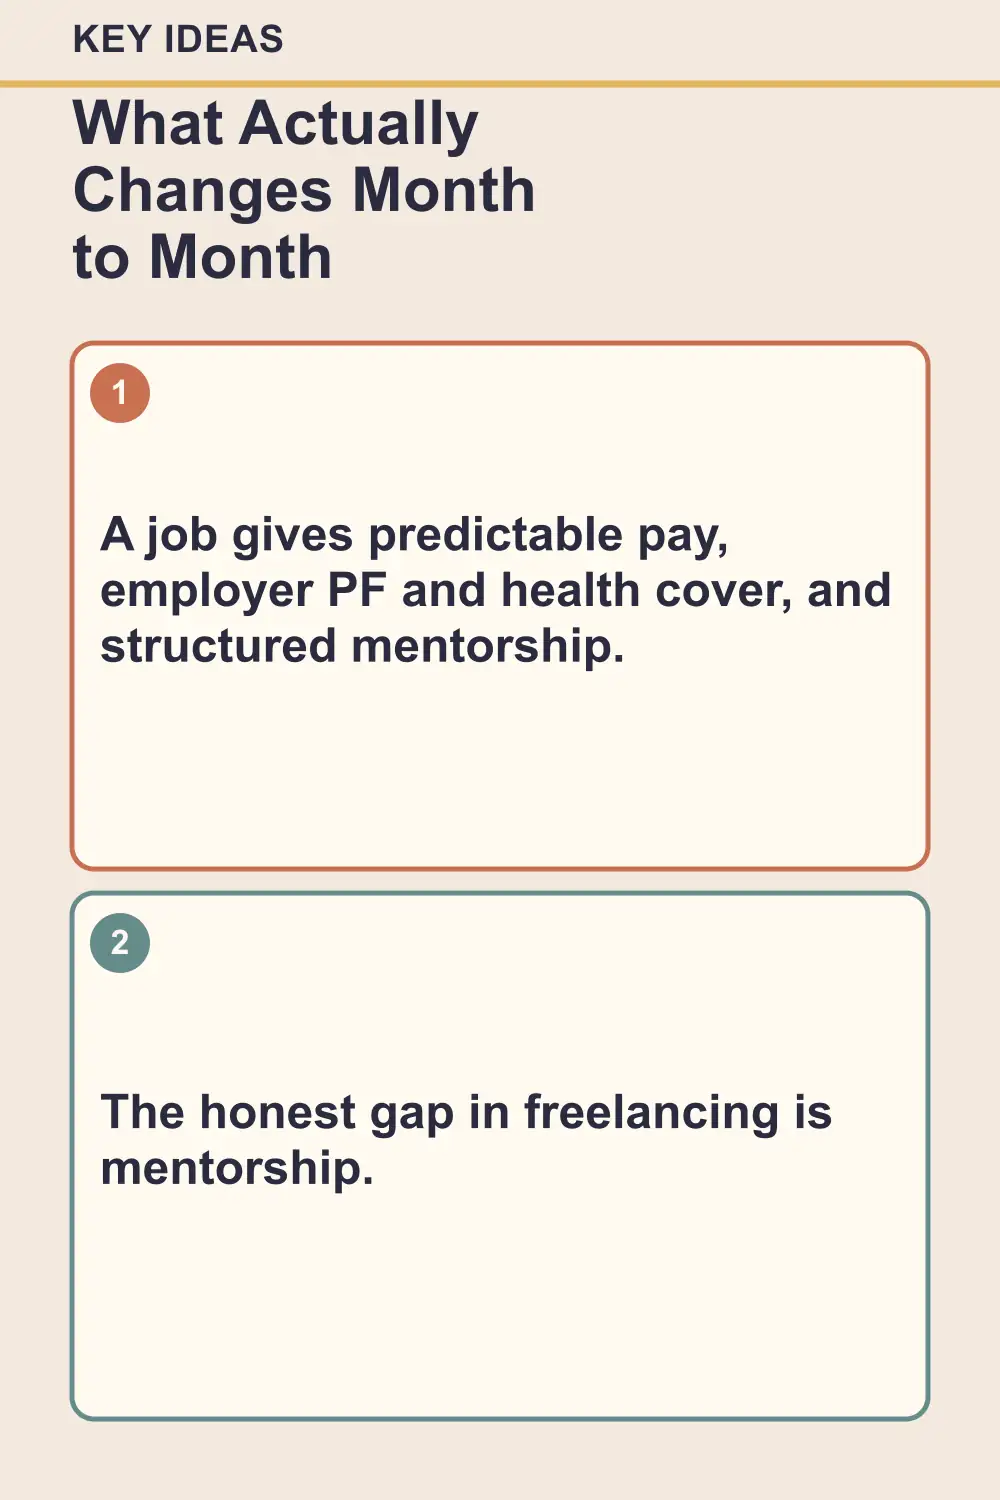 KEY IDEAS
What Actually
Changes Month
to Month
1
A job gives predictable pay,
employer PF and health cover, and
structured mentorship.
2
The honest gap in freelancing is
mentorship.